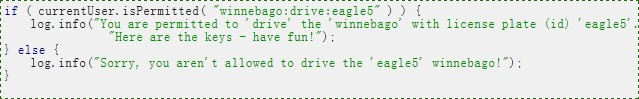 if ( currentUser.isPermitted( "winnebago:drive:eagle5" ) ) {
    log.info("You are permitted to 'drive' the 'winnebago' with license plate (id) 'eagle5'.
                "Here are the keys - have fun!");
} else {
    log.info("Sorry, you aren't allowed to drive the 'eagle5' winnebago!");
}